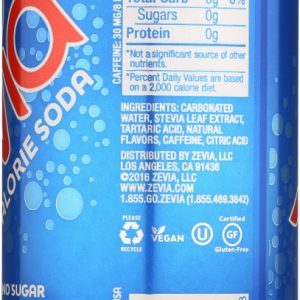 Total Carb 0g 0%
Sugars 0g
Protein 0g
*Not a significant source of other
nutrients.
*Percent Daily Values are based
on a 2,000 calorie diet.
CAFFEINE: 30 MG/8
INGREDIENTS: CARBONATED
WATER, STEVIA LEAF EXTRACT,
TARTARIC ACID, NATURAL
FLAVORS, CAFFEINE, CITRIC ACID
DISTRIBUTED BY ZEVIA, LLC
LOS ANGELES, CA 91436
©2016 ZEVIA, LLC
WWW.ZEVIA.COM
1.855.GO.ZEVIA (1.855.469.3842)
PLEASE
RECYCLE
VEGAN
U
Certified
GF
Gluten-Free
via
ALORIE SODA
NO SUGAR
USA